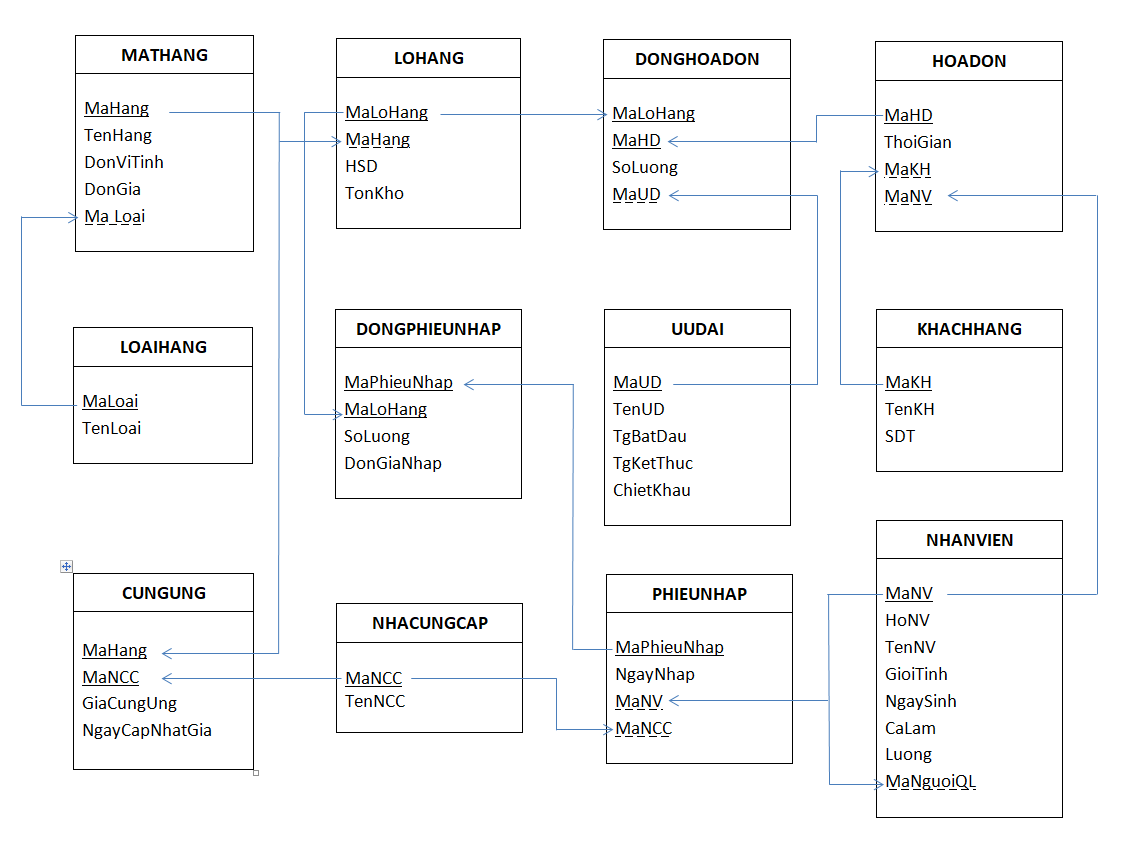 MATHANG
MaHang
TenHang
DonViTinh
DonGia
Ma Loai
LOHANG
MaLoHang
MaHang
HSD
TonKho
DONGHOADON
MaLoHang
MaHD
SoLuong
MaUD
HOADON
MaHD
ThoiGian
MaKH
MaNV
LOAIHANG
MaLoai
TenLoai
DONGPHIEUNHAP
MaPhieuNhap
MaLoHang
SoLuong
DonGiaNhap
UUDAI
MaUD
TenUD
TgBatDau
TgKetThuc
ChietKhau
KHACHHANG
MaKH
TenKH
SDT
CUNGUNG
MaHang
MaNCC
GiaCungUng
NgayCapNhatGia
NHACUNGCAP
MaNCC
TenNCC
PHIEUNHAP
MaPhieuNhap
NgayNhap
MaNV
MaNCC
NHANVIEN
MaNV
HoNV
TenNV
GioiTinh
NgaySinh
CaLam
Luong
MaNguoiQL